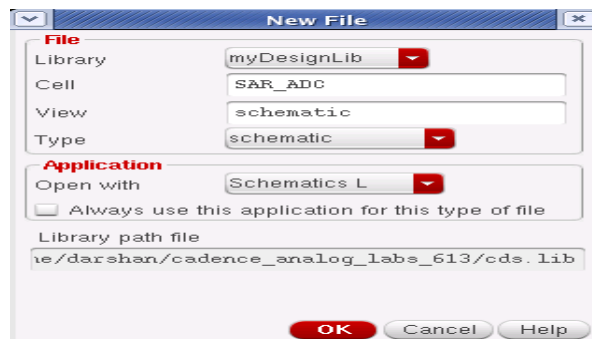 New File
File
Library myDesignLib
Cell SAR_ADC
View schematic
Type schematic
Application
Open with Schematics L
Always use this application for this type of file
Library path file
/darshan/cadence_analog_labs_613/cds.lib
OK Cancel Help